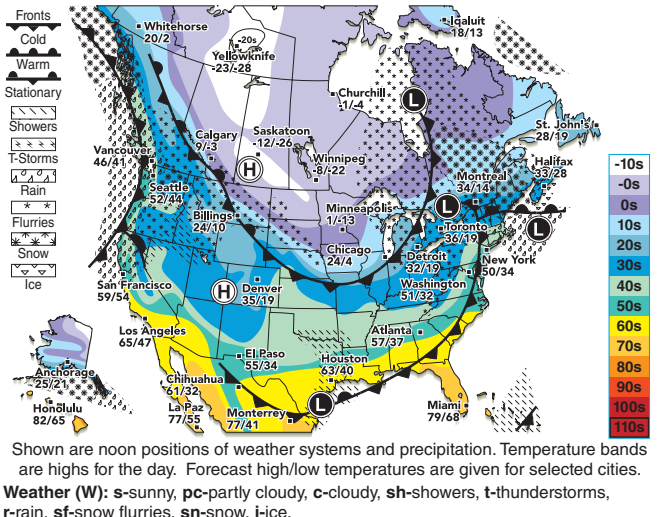 Fronts
Cold
Warm
Stationary
Showers
T-Storms
Rain
Flurries
Snow
Ice
Whitehorse
20/2
-20s
Yellowknife
-23/-28
Iqaluit
18/13
Churchill
-1/-4
L
St. John's
28/19
Vancouver
46/41
Calgary
9/-3
Saskatoon
-12/-26
Winnipeg
-8/-22
H
Halifax
33/28
Montreal
34/14
Seattle
52/44
Billings
24/10
Minneapolis
1/-13
L
Toronto
36/19
L
Chicago
24/4
Detroit
32/19
New York
50/34
San Francisco
59/54
H
Denver
35/19
Washington
51/32
Los Angeles
65/47
Atlanta
57/37
El Paso
55/34
Houston
63/40
Anchorage
25/21
Chihuahua
61/32
Honolulu
82/65
La Paz
77/55
Monterrey
77/41
L
Miami
79/68
-10s
-0s
0s
10s
20s
30s
40s
50s
60s
70s
80s
90s
100s
110s
Shown are noon positions of weather systems and precipitation. Temperature bands
are highs for the day. Forecast high/low temperatures are given for selected cities.
Weather (W): s-sunny, pc-partly cloudy, c-cloudy, sh-showers, t-thunderstorms,
r-rain, sf-snow flurries, sn-snow, i-ice.